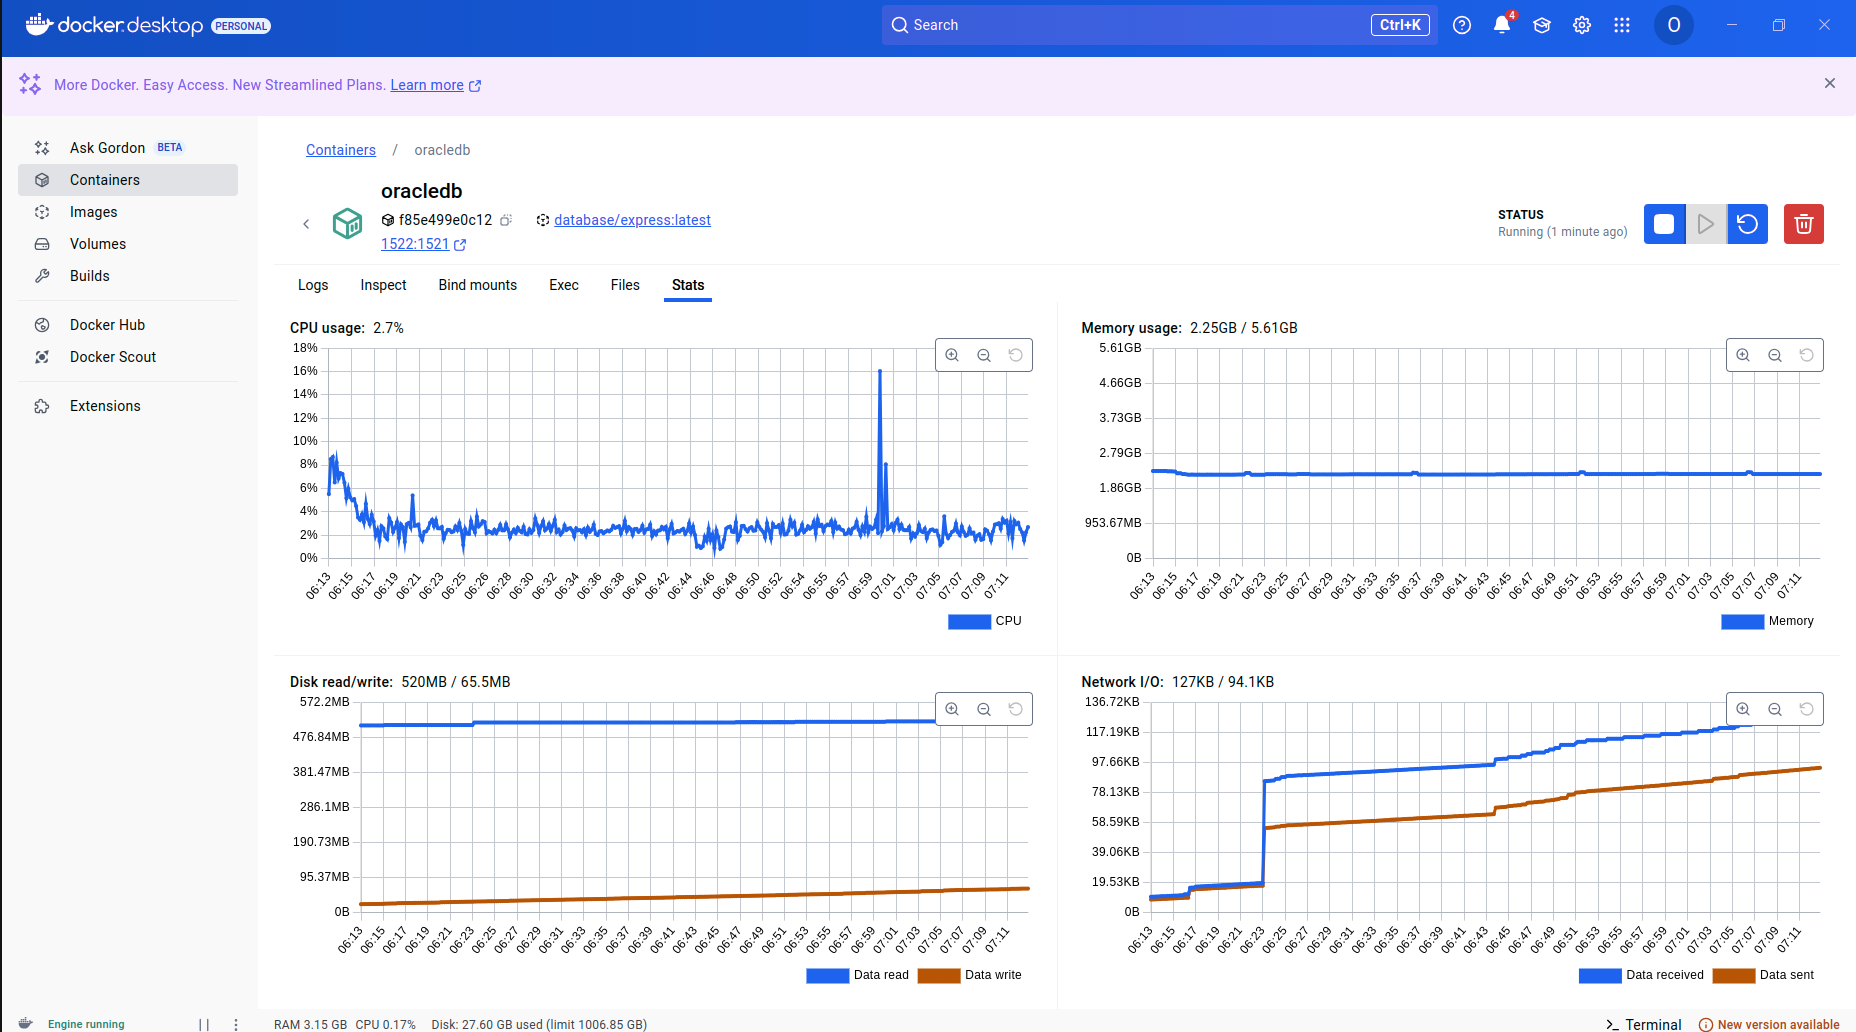 docker desktop PERSONAL
Search Ctrl+K
4
O
More Docker. Easy Access. New Streamlined Plans. Learn more
Ask Gordon BETA
Containers
Images
Volumes
Builds
Docker Hub
Docker Scout
Extensions
Containers / oracledb
oracledb
f85e499e0c12 database/express:latest
1522:1521
STATUS
Running (1 minute ago)
Logs Inspect Bind mounts Exec Files Stats
CPU usage: 2.7%
18%
16%
14%
12%
10%
8%
6%
4%
2%
0%
06:13 06:15 06:17 06:19 06:21 06:23 06:25 06:26 06:28 06:30 06:32 06:34 06:36 06:38 06:40 06:42 06:44 06:46 06:48 06:50 06:52 06:54 06:55 06:57 06:59 07:01 07:03 07:05 07:07 07:09 07:11
CPU
Memory usage: 2.25GB / 5.61GB
5.61GB
4.66GB
3.73GB
2.79GB
1.86GB
953.67MB
0B
06:13 06:15 06:17 06:19 06:21 06:23 06:25 06:27 06:29 06:31 06:33 06:35 06:37 06:39 06:41 06:43 06:45 06:47 06:49 06:51 06:53 06:55 06:57 06:59 07:01 07:03 07:05 07:07 07:09 07:11
Memory
Disk read/write: 520MB / 65.5MB
572.2MB
476.84MB
381.47MB
286.1MB
190.73MB
95.37MB
0B
06:13 06:15 06:17 06:19 06:21 06:23 06:25 06:27 06:29 06:31 06:33 06:35 06:37 06:39 06:41 06:43 06:45 06:47 06:49 06:51 06:53 06:55 06:57 06:59 07:01 07:03 07:05 07:07 07:09 07:11
Data read Data write
Network I/O: 127KB / 94.1KB
136.72KB
117.19KB
97.66KB
78.13KB
58.59KB
39.06KB
19.53KB
0B
06:13 06:15 06:17 06:19 06:21 06:23 06:25 06:27 06:29 06:31 06:33 06:35 06:37 06:39 06:41 06:43 06:45 06:47 06:49 06:51 06:53 06:55 06:57 06:59 07:01 07:03 07:05 07:07 07:09 07:11
Data received Data sent
Engine running RAM 3.15 GB CPU 0.17% Disk: 27.60 GB used (limit 1006.85 GB) >_ Terminal New version available